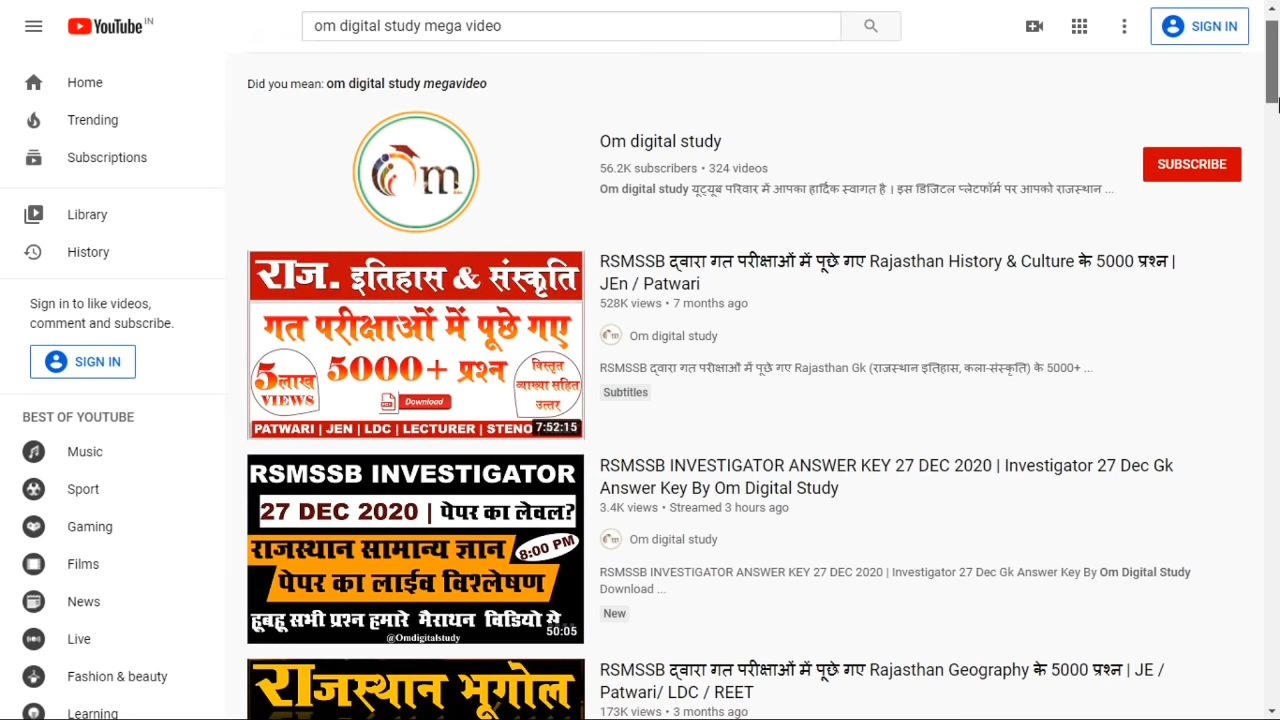 YouTube IN
om digital study mega video
SIGN IN
Home
Trending
Subscriptions
Library
History
Sign in to like videos,
comment and subscribe.
SIGN IN
BEST OF YOUTUBE
Music
Sport
Gaming
Films
News
Live
Fashion & beauty
Learning
Did you mean: om digital study megavideo
Om
Om digital study
56.2K subscribers • 324 videos
Om digital study यूट्यूब परिवार में आपका हार्दिक स्वागत है । इस डिजिटल प्लेटफॉर्म पर आपको राजस्थान ...
SUBSCRIBE
राज. इतिहास & संस्कृति
गत परीक्षाओं में पूछे गए
5000+ प्रश्न
5लाख
VIEWS
विस्तृत
व्याख्या सहित
उत्तर
PDF Download
PATWARI | JEN | LDC | LECTURER | STENO
7:52:15
RSMSSB द्वारा गत परीक्षाओं में पूछे गए Rajasthan History & Culture के 5000 प्रश्न |
JEn / Patwari
528K views • 7 months ago
Om digital study
RSMSSB द्वारा गत परीक्षाओं में पूछे गए Rajasthan Gk (राजस्थान इतिहास, कला-संस्कृति) के 5000+ ...
Subtitles
RSMSSB INVESTIGATOR
27 DEC 2020 | पेपर का लेवल?
राजस्थान सामान्य ज्ञान
8:00 PM
पेपर का लाईव विश्लेषण
हूबहू सभी प्रश्न हमारे मैराथन विडियो से
@Omdigitalstudy
50:05
RSMSSB INVESTIGATOR ANSWER KEY 27 DEC 2020 | Investigator 27 Dec Gk
Answer Key By Om Digital Study
3.4K views • Streamed 3 hours ago
Om digital study
RSMSSB INVESTIGATOR ANSWER KEY 27 DEC 2020 | Investigator 27 Dec Gk Answer Key By Om Digital Study
Download ...
New
राजस्थान भूगोल
RSMSSB द्वारा गत परीक्षाओं में पूछे गए Rajasthan Geography के 5000 प्रश्न | JE /
Patwari/ LDC / REET
173K views • 3 months ago